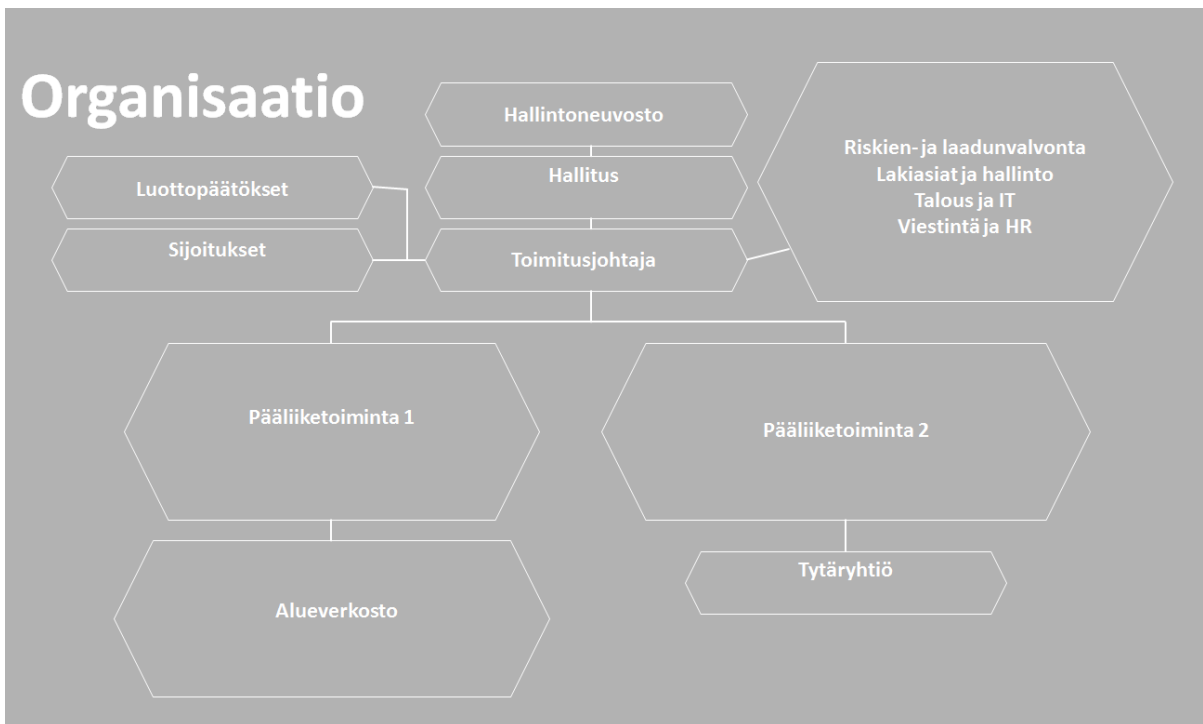 Organisaatio
Hallintoneuvosto
Hallitus
Toimitusjohtaja
Luottopäätökset
Sijoitukset
Riskien- ja laadunvalvonta
Lakiasiat ja hallinto
Talous ja IT
Viestintä ja HR
Pääliiketoiminta 1
Pääliiketoiminta 2
Alueverkosto
Tytäryhtiö